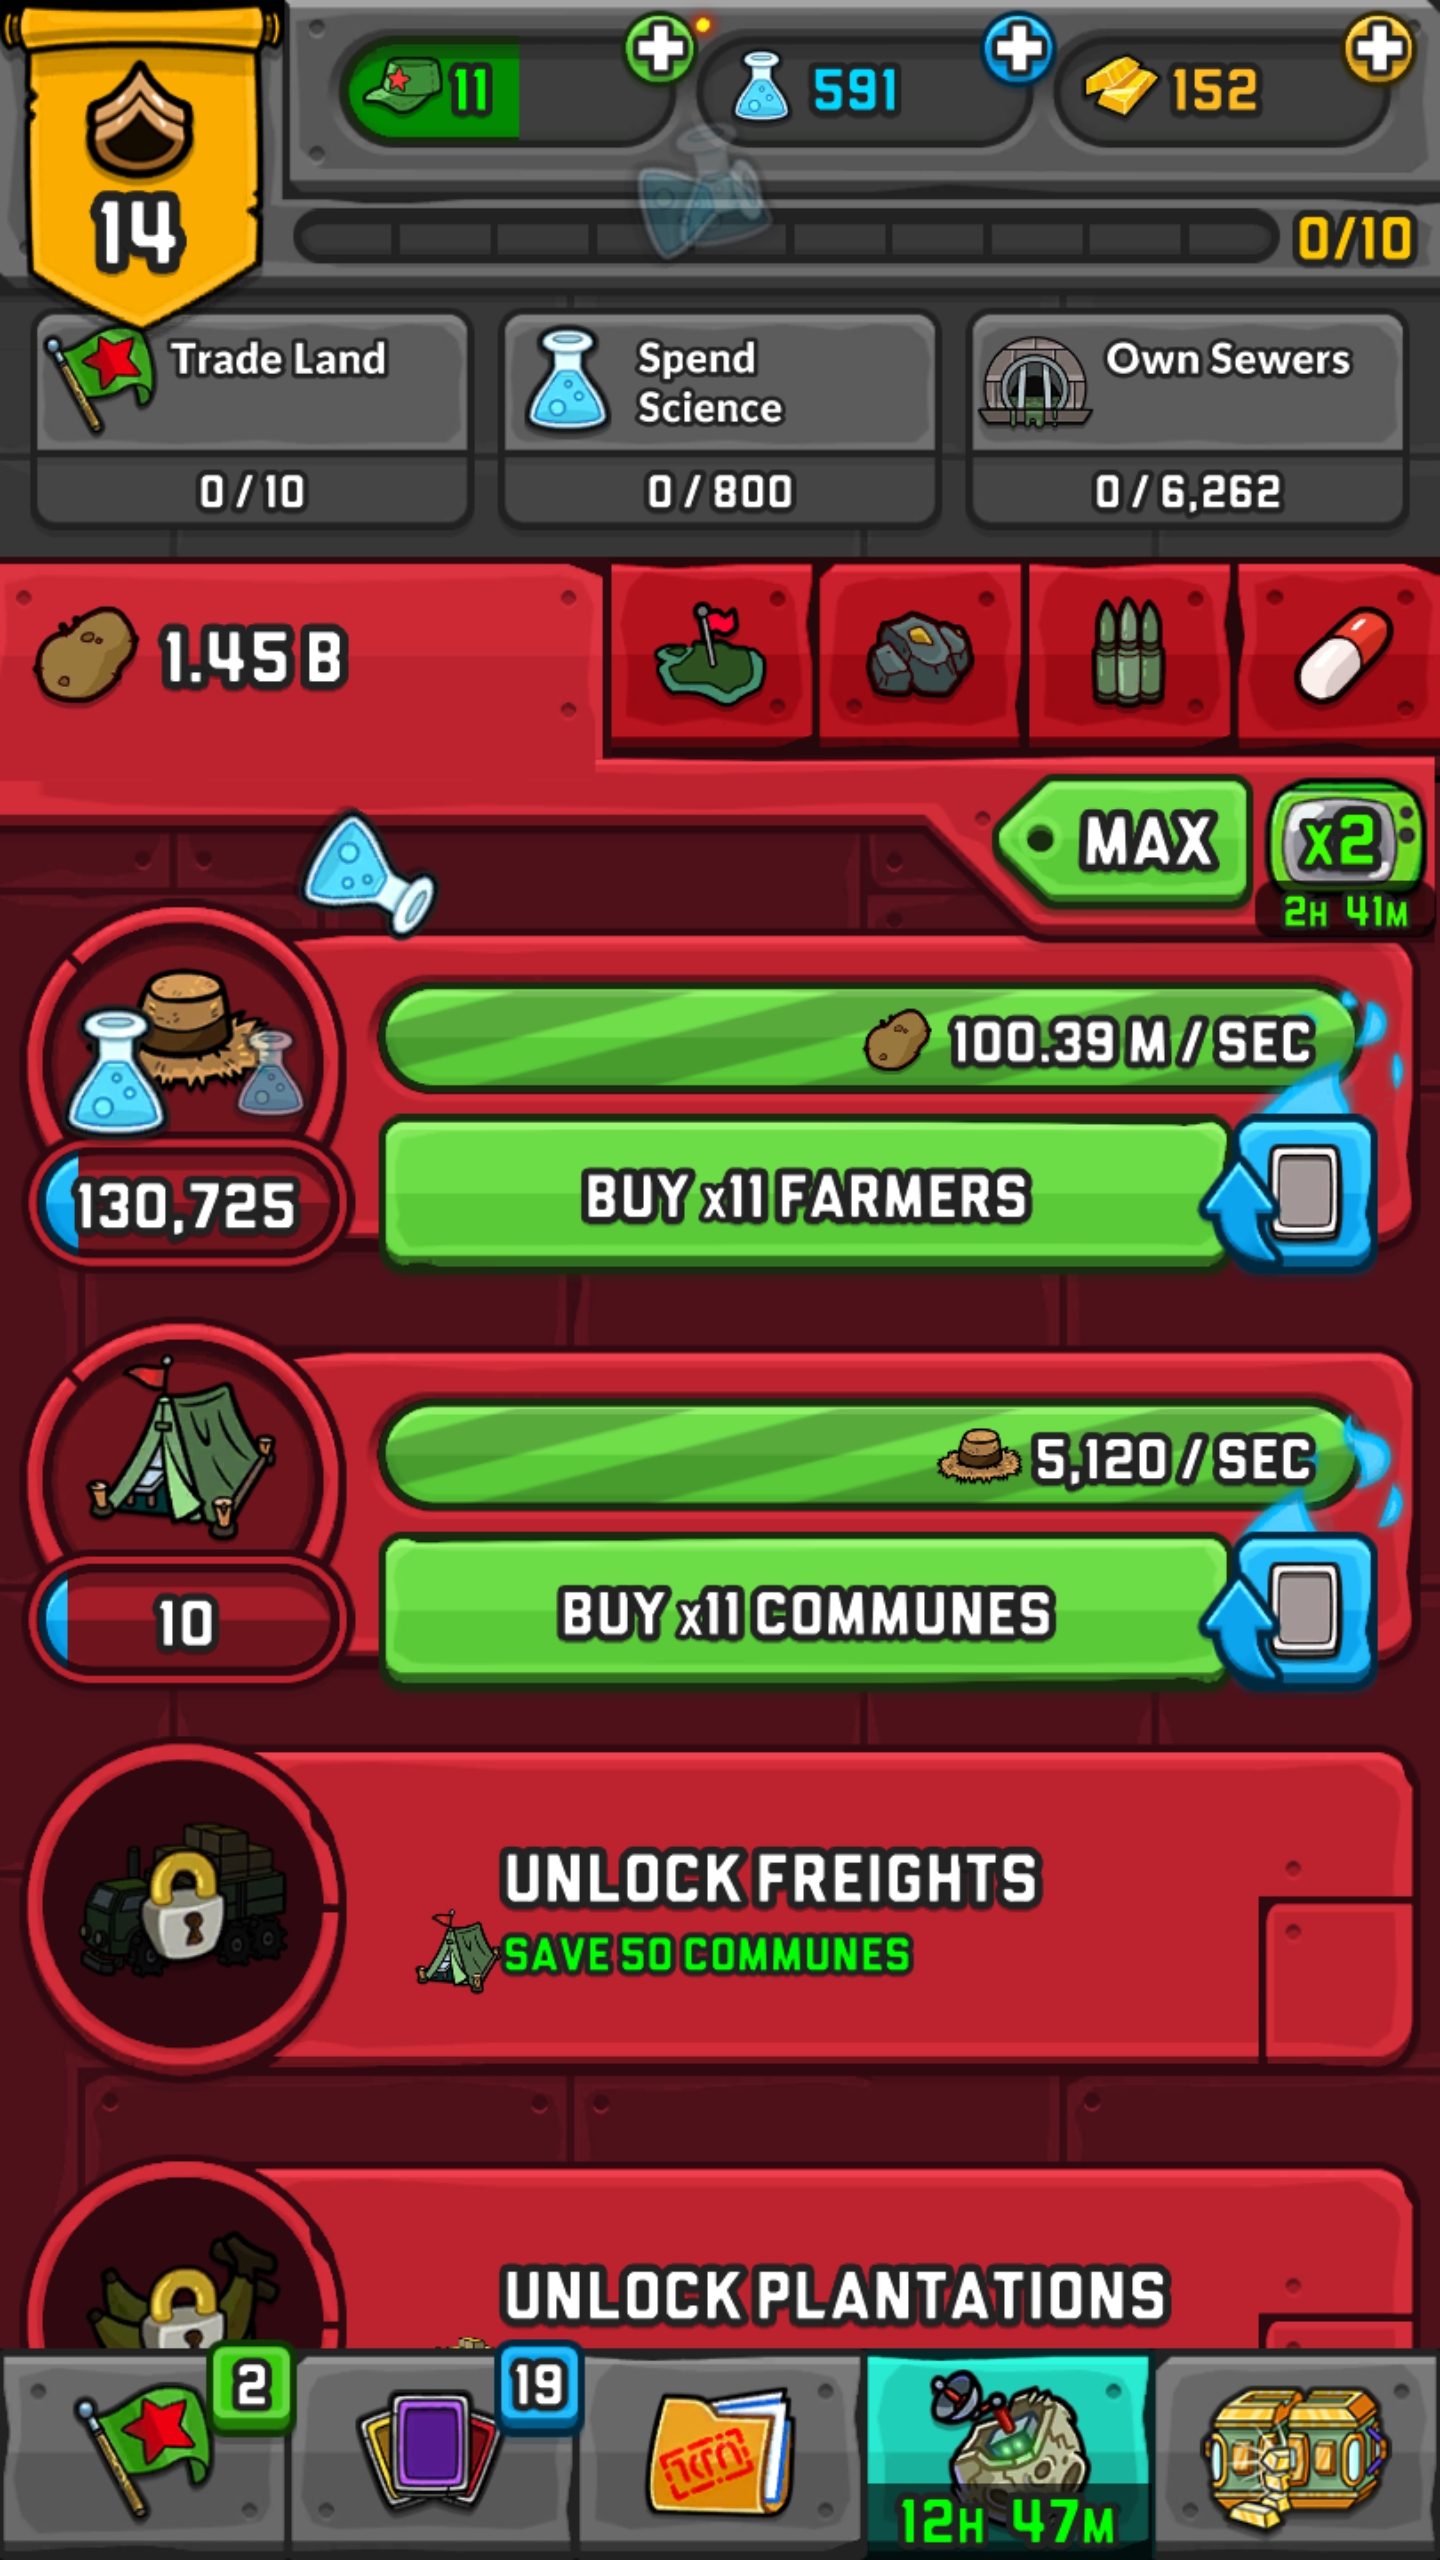 11
591
152
14
0/10
Trade Land
Spend
Science
Own Sewers
0 / 10
0 / 800
0 / 6,262
1.45 B
MAX
x2
2H 41M
100.39 M / SEC
130,725
BUY x11 FARMERS
5,120 / SEC
10
BUY x11 COMMUNES
UNLOCK FREIGHTS
SAVE 50 COMMUNES
UNLOCK PLANTATIONS
2
19
12H 47M